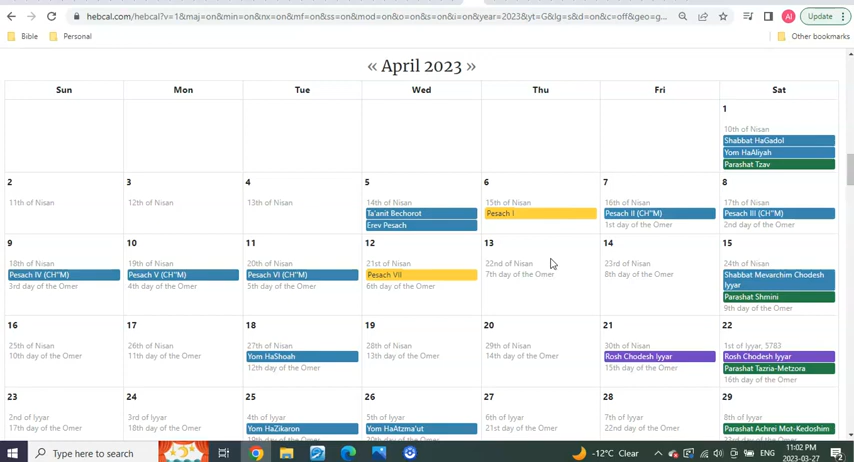 hebcal.com/hebcal?v=1&maj=on&min=on&nx=on&mf=on&ss=on&mod=on&o=on&s=on&i=on&year=2023&yt=G&lg=s&d=on&c=off&geo=g...
Update
Bible Personal Other bookmarks
« April 2023 »
Sun Mon Tue Wed Thu Fri Sat
1
10th of Nisan
Shabbat HaGadol
Yom HaAliyah
Parashat Tzav
2 3 4 5 6 7 8
11th of Nisan 12th of Nisan 13th of Nisan 14th of Nisan 15th of Nisan 16th of Nisan 17th of Nisan
Ta'anit Bechorot Pesach I Pesach II (CH"M) Pesach III (CH"M)
Erev Pesach 1st day of the Omer 2nd day of the Omer
9 10 11 12 13 14 15
18th of Nisan 19th of Nisan 20th of Nisan 21st of Nisan 22nd of Nisan 23rd of Nisan 24th of Nisan
Pesach IV (CH"M) Pesach V (CH"M) Pesach VI (CH"M) Pesach VII 7th day of the Omer 8th day of the Omer Shabbat Mevarchim Chodesh
3rd day of the Omer 4th day of the Omer 5th day of the Omer 6th day of the Omer Iyyar
Parashat Shmini
9th day of the Omer
16 17 18 19 20 21 22
25th of Nisan 26th of Nisan 27th of Nisan 28th of Nisan 29th of Nisan 30th of Nisan 1st of Iyyar, 5783
10th day of the Omer 11th day of the Omer Yom HaShoah 13th day of the Omer 14th day of the Omer Rosh Chodesh Iyyar Rosh Chodesh Iyyar
12th day of the Omer 15th day of the Omer Parashat Tazria-Metzora
16th day of the Omer
23 24 25 26 27 28 29
2nd of Iyyar 3rd of Iyyar 4th of Iyyar 5th of Iyyar 6th of Iyyar 7th of Iyyar 8th of Iyyar
17th day of the Omer 18th day of the Omer Yom HaZikaron Yom HaAtzma'ut 21st day of the Omer 22nd day of the Omer Parashat Achrei Mot-Kedoshim
19th day of the Omer 20th day of the Omer 23rd day of the Omer
Type here to search
-12°C Clear
ENG
11:02 PM
2023-03-27
2
AI